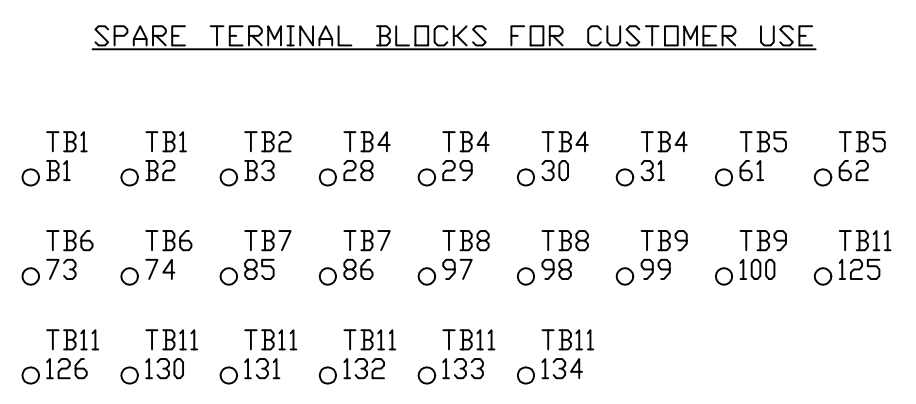 SPARE TERMINAL BLOCKS FOR CUSTOMER USE
TB1 TB1 TB2 TB4 TB4 TB4 TB4 TB5 TB5
B1 B2 B3 28 29 30 31 61 62
TB6 TB6 TB7 TB7 TB8 TB8 TB9 TB9 TB11
73 74 85 86 97 98 99 100 125
TB11 TB11 TB11 TB11 TB11 TB11
126 130 131 132 133 134